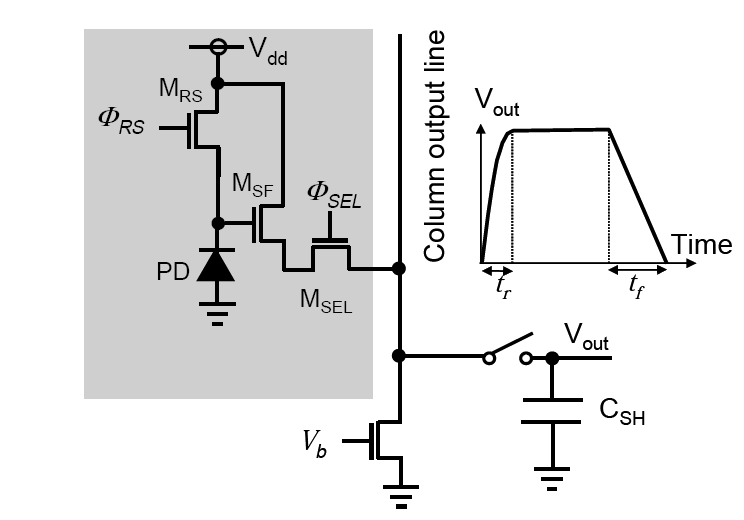 V_dd
M_RS
Φ_RS
M_SF
Φ_SEL
PD
M_SEL
Column output line
V_out
Time
t_r
t_f
V_out
C_SH
V_b